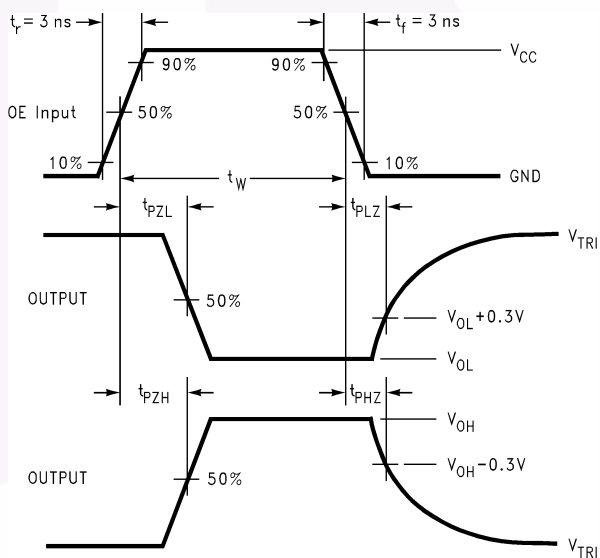 tr = 3 ns
tf = 3 ns
VCC
90%
90%
OE Input
50%
50%
10%
10%
tW
GND
tPZL
tPLZ
VTRI
OUTPUT
50%
VOL+0.3V
VOL
tPZH
tPHZ
VOH
VOH−0.3V
OUTPUT
50%
VTRI